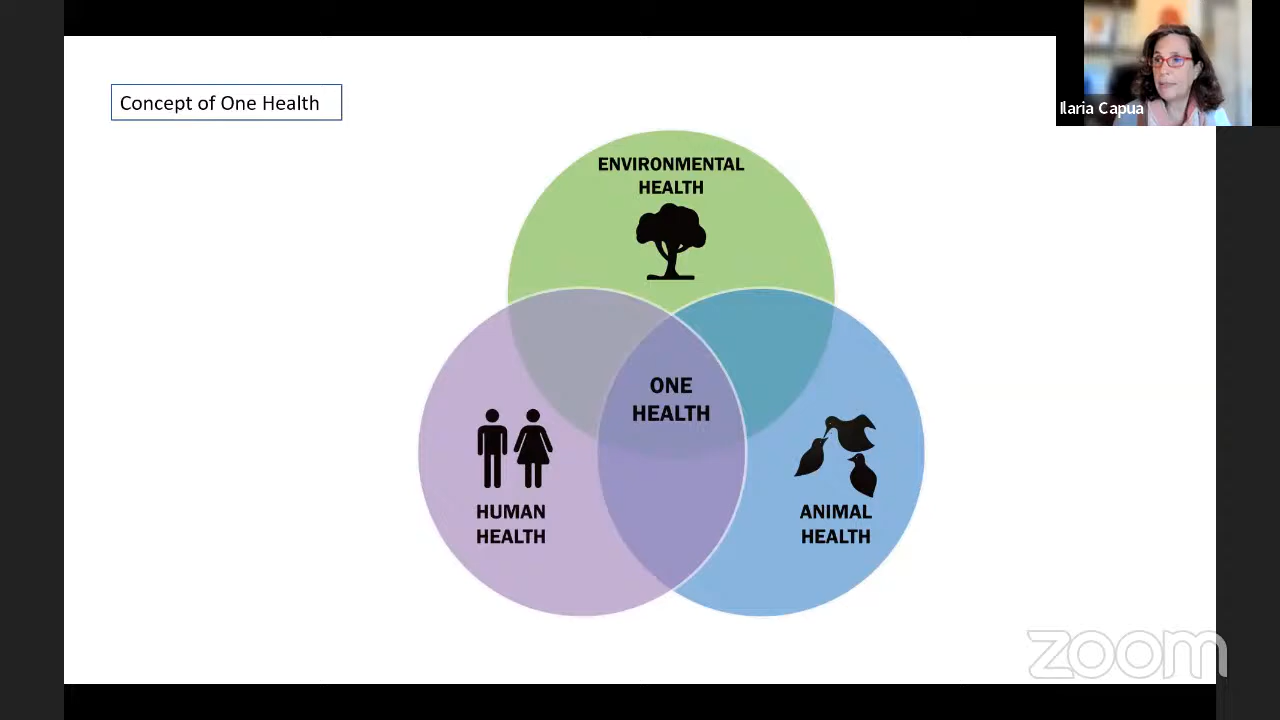 Concept of One Health
Ilaria Capua
ENVIRONMENTAL
HEALTH
ONE
HEALTH
HUMAN
HEALTH
ANIMAL
HEALTH
zoom